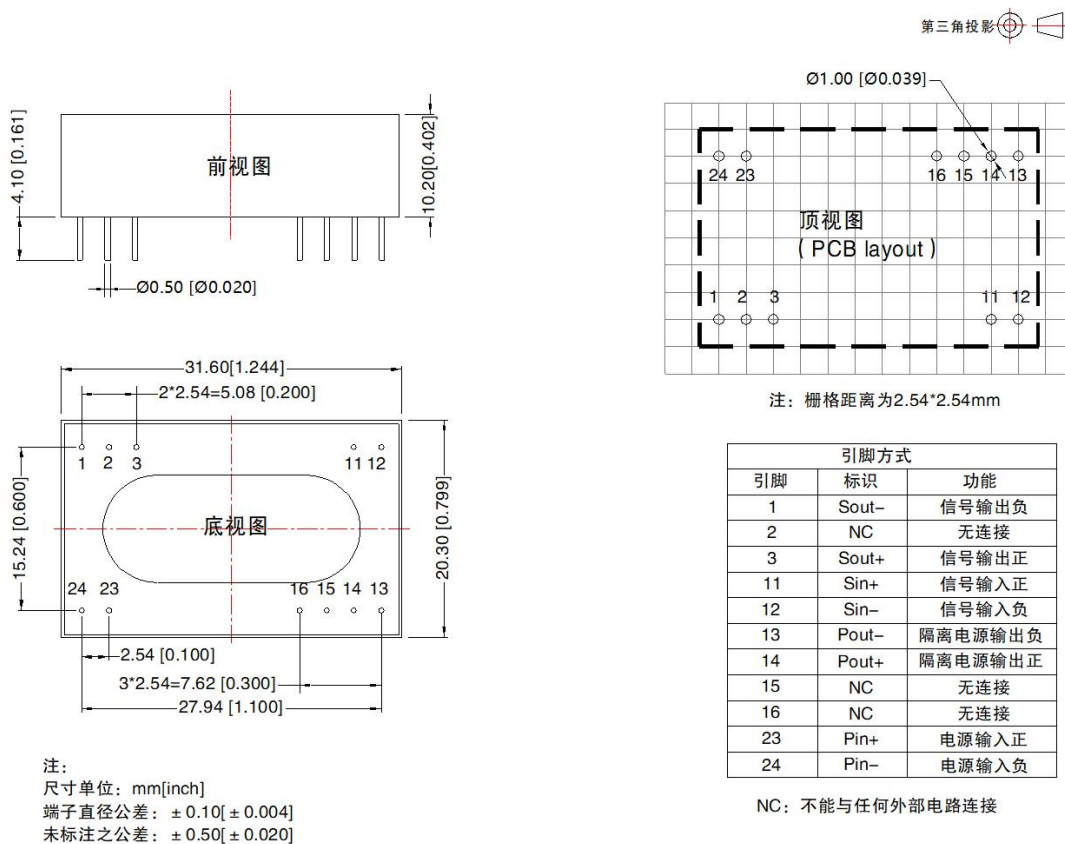 第三角投影
4.10 [0.161]
前视图
10.20[0.402]
Ø0.50 [Ø0.020]
Ø1.00 [Ø0.039]
24 23 16 15 14 13
顶视图
( PCB layout )
1 2 3 11 12
注：栅格距离为2.54*2.54mm
31.60[1.244]
2*2.54=5.08 [0.200]
1 2 3 11 12
15.24 [0.600]
底视图
20.30 [0.799]
24 23 16 15 14 13
2.54 [0.100]
3*2.54=7.62 [0.300]
27.94 [1.100]
引脚方式
引脚 标识 功能
1 Sout− 信号输出负
2 NC 无连接
3 Sout+ 信号输出正
11 Sin+ 信号输入正
12 Sin− 信号输入负
13 Pout− 隔离电源输出负
14 Pout+ 隔离电源输出正
15 NC 无连接
16 NC 无连接
23 Pin+ 电源输入正
24 Pin− 电源输入负
NC：不能与任何外部电路连接
注：
尺寸单位：mm[inch]
端子直径公差：±0.10[±0.004]
未标注之公差：±0.50[±0.020]